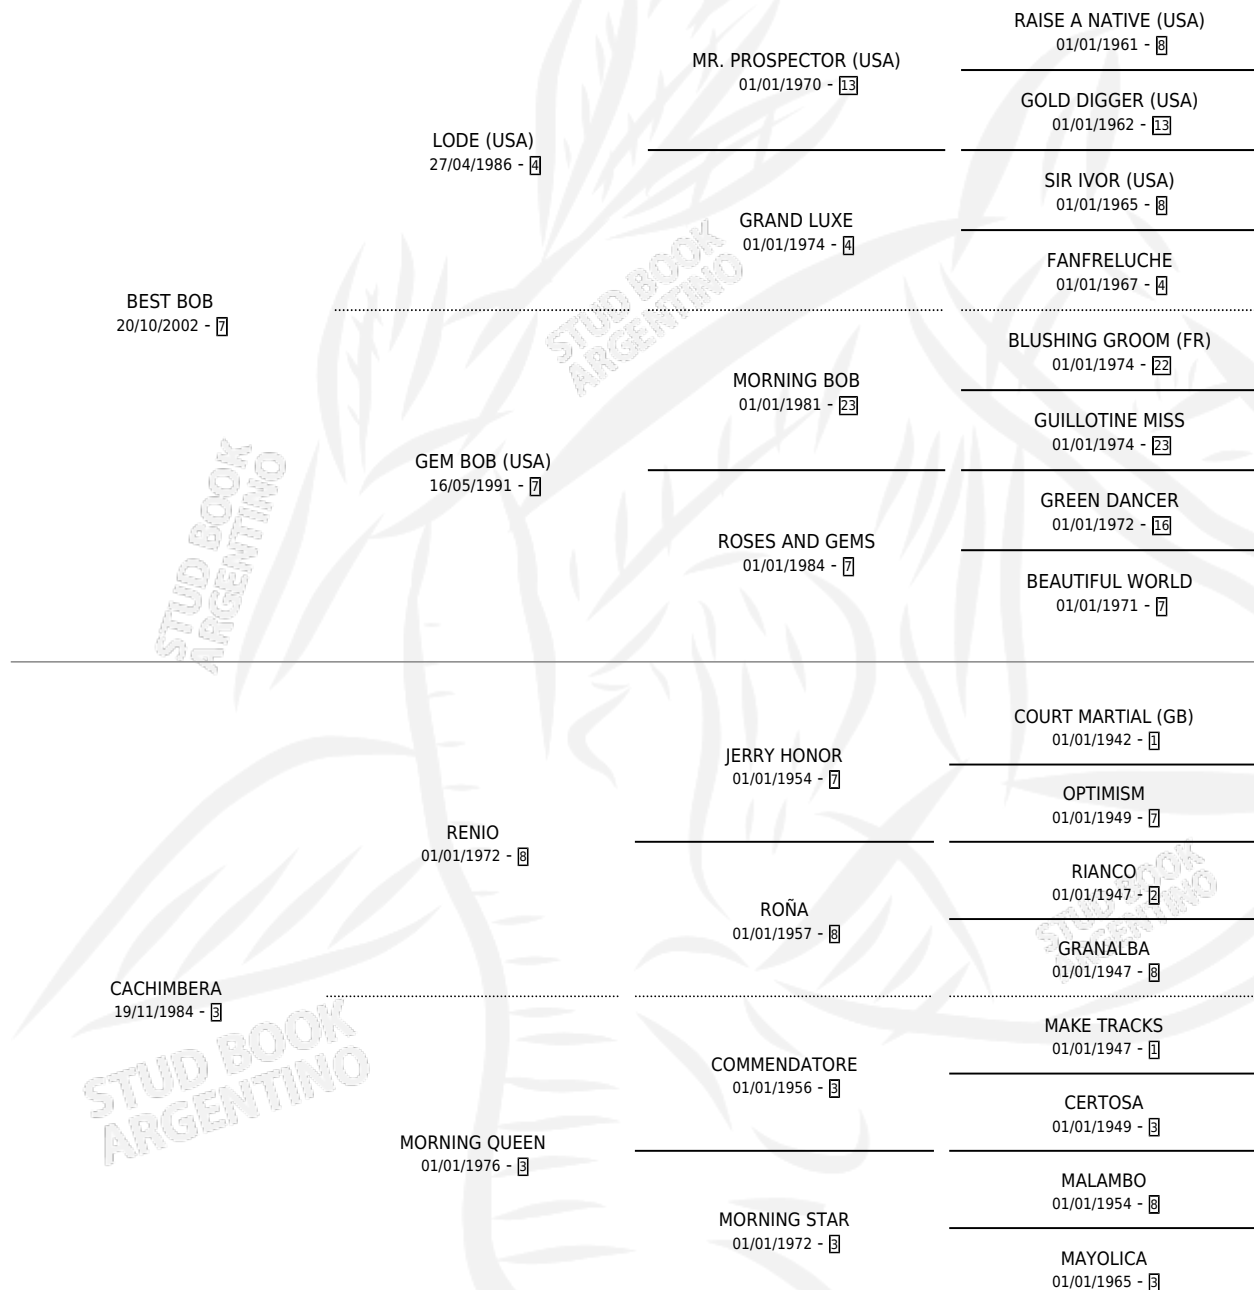 BEST BOB
20/10/2002 - 7
LODE (USA)
27/04/1986 - 4
MR. PROSPECTOR (USA)
01/01/1970 - 13
RAISE A NATIVE (USA)
01/01/1961 - 8
GOLD DIGGER (USA)
01/01/1962 - 13
GRAND LUXE
01/01/1974 - 4
SIR IVOR (USA)
01/01/1965 - 8
FANFRELUCHE
01/01/1967 - 4
GEM BOB (USA)
16/05/1991 - 7
MORNING BOB
01/01/1981 - 23
BLUSHING GROOM (FR)
01/01/1974 - 22
GUILLOTINE MISS
01/01/1974 - 23
ROSES AND GEMS
01/01/1984 - 7
GREEN DANCER
01/01/1972 - 16
BEAUTIFUL WORLD
01/01/1971 - 7
CACHIMBERA
19/11/1984 - 3
RENIO
01/01/1972 - 8
JERRY HONOR
01/01/1954 - 7
COURT MARTIAL (GB)
01/01/1942 - 1
OPTIMISM
01/01/1949 - 7
ROÑA
01/01/1957 - 8
RIANCO
01/01/1947 - 2
GRANALBA
01/01/1947 - 8
MORNING QUEEN
01/01/1976 - 3
COMMENDATORE
01/01/1956 - 3
MAKE TRACKS
01/01/1947 - 1
CERTOSA
01/01/1949 - 3
MORNING STAR
01/01/1972 - 3
MALAMBO
01/01/1954 - 8
MAYOLICA
01/01/1965 - 3
STUD BOOK
ARGENTINO
STUD BOOK
ARGENTINO
STUD BOOK
ARGENTINO
STUD BOOK
ARGENTINO